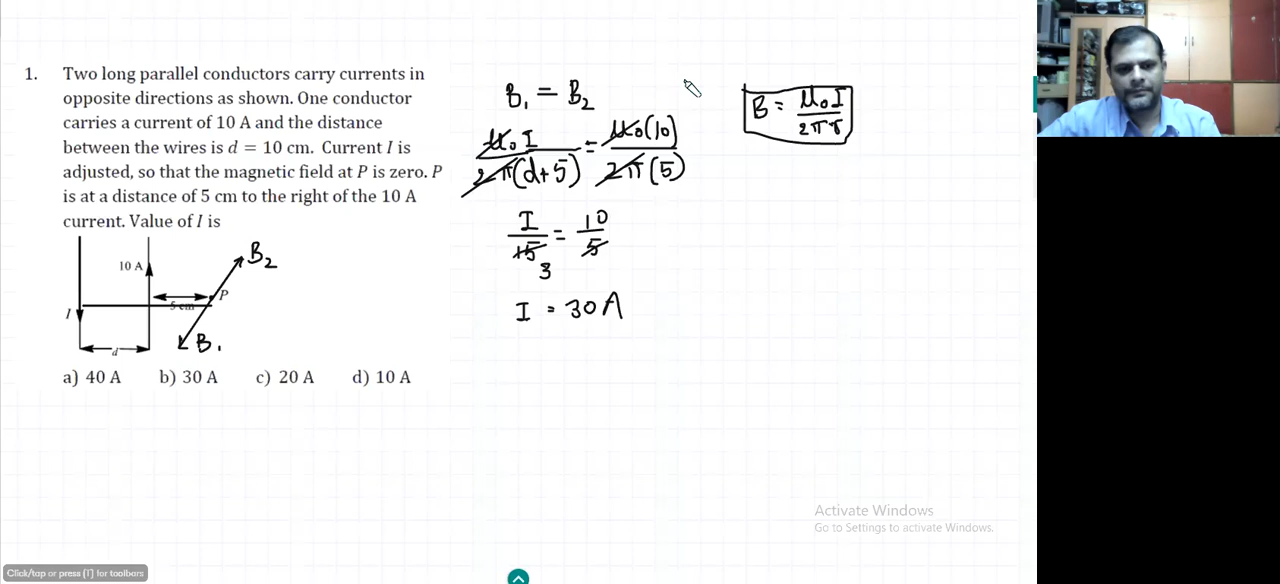 1. Two long parallel conductors carry currents in
opposite directions as shown. One conductor
carries a current of 10 A and the distance
between the wires is d = 10 cm. Current I is
adjusted, so that the magnetic field at P is zero. P
is at a distance of 5 cm to the right of the 10 A
current. Value of I is
10 A
B₂
P
5 cm
I
B₁
d
a) 40 A b) 30 A c) 20 A d) 10 A
B₁ = B₂
μ₀ I / 2π(d+5) = μ₀(10) / 2π(5)
I / 15 = 10 / 5
3
I = 30 A
B = μ₀I / 2πr
Activate Windows
Go to Settings to activate Windows.
Click/tap or press [T] for toolbars